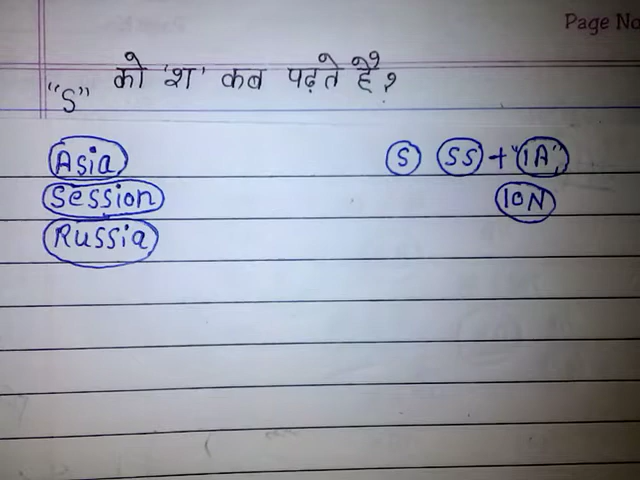 Page No
"S" को 'श' कब पढ़ते है?
Asia S SS + "IA"
Session ION
Russia